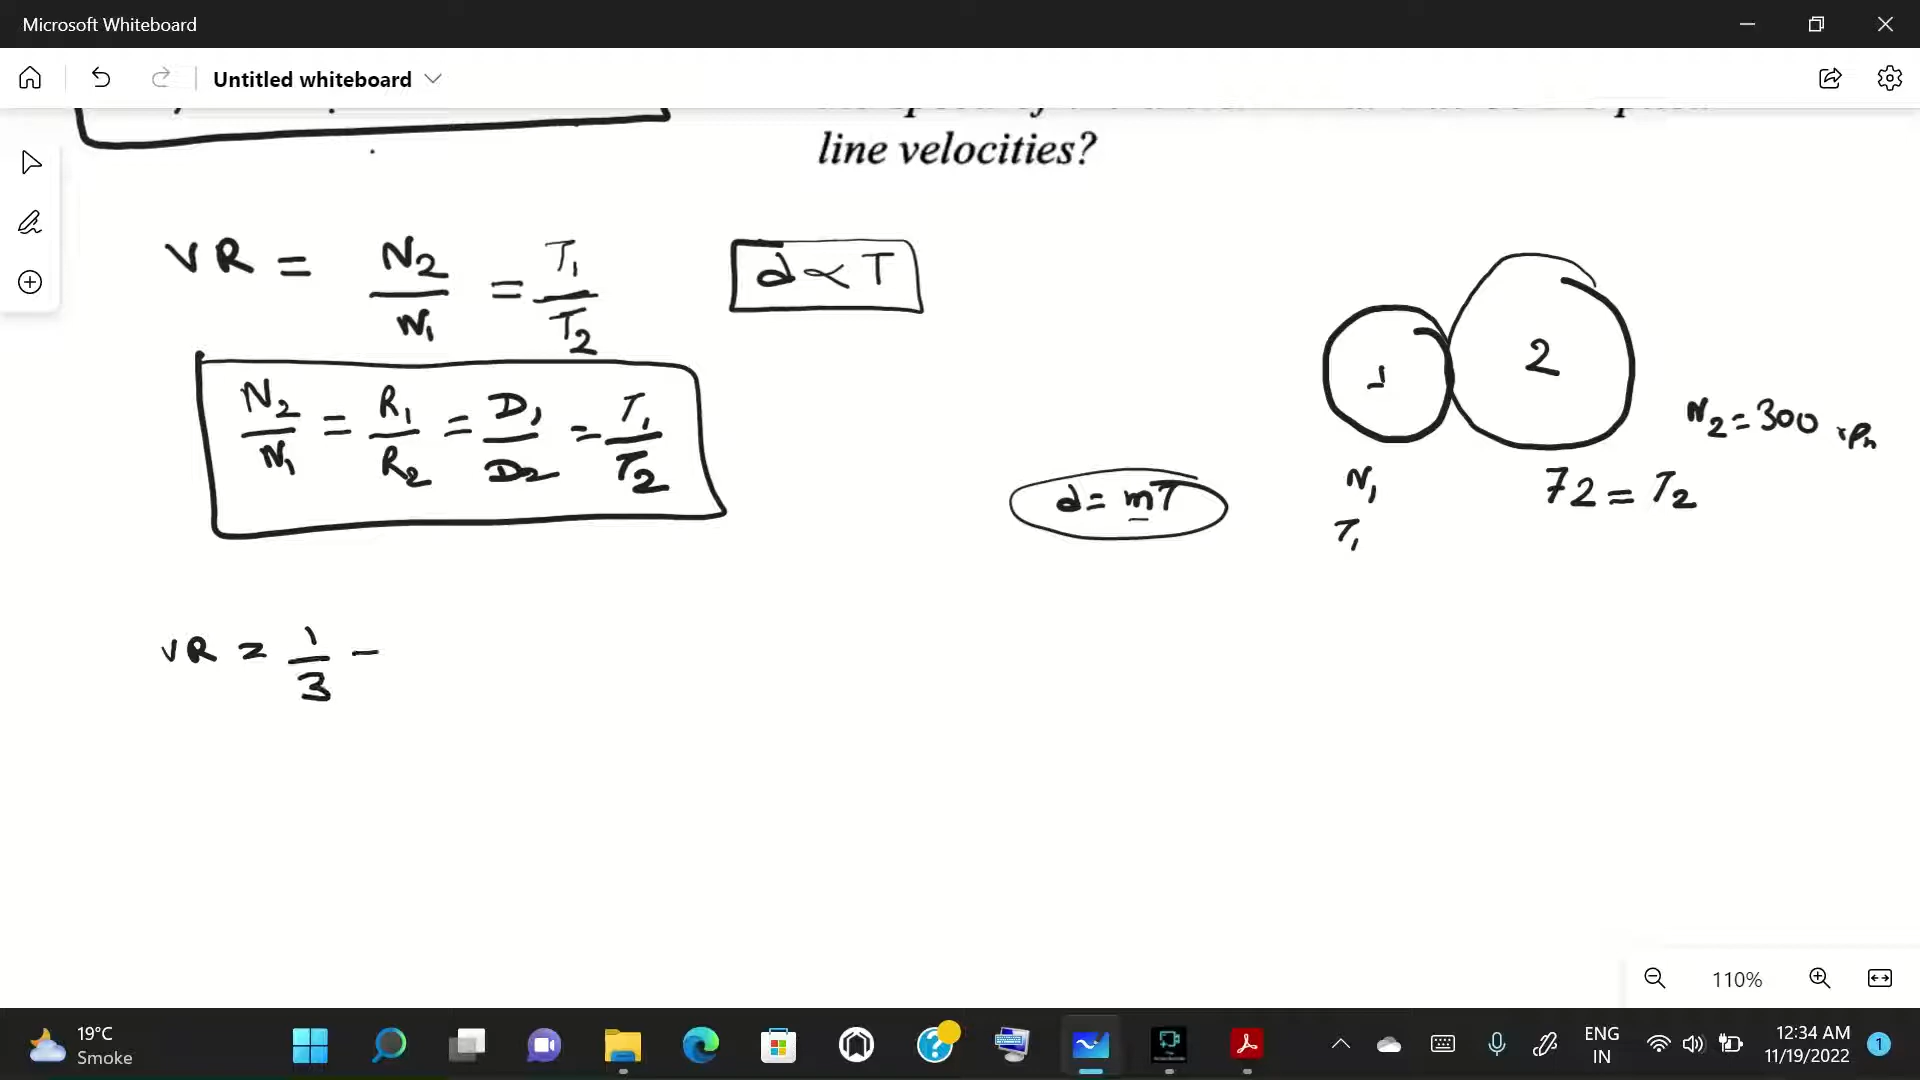 Microsoft Whiteboard
Untitled whiteboard
line velocities?
VR = N2/N1 = T1/T2
d ∝ T
N2/N1 = R1/R2 = D1/D2 = T1/T2
1
2
N2 = 300 rpm
d = mT
N1
T1
72 = T2
VR = 1/3 -
110%
19°C
Smoke
ENG
IN
12:34 AM
11/19/2022
1